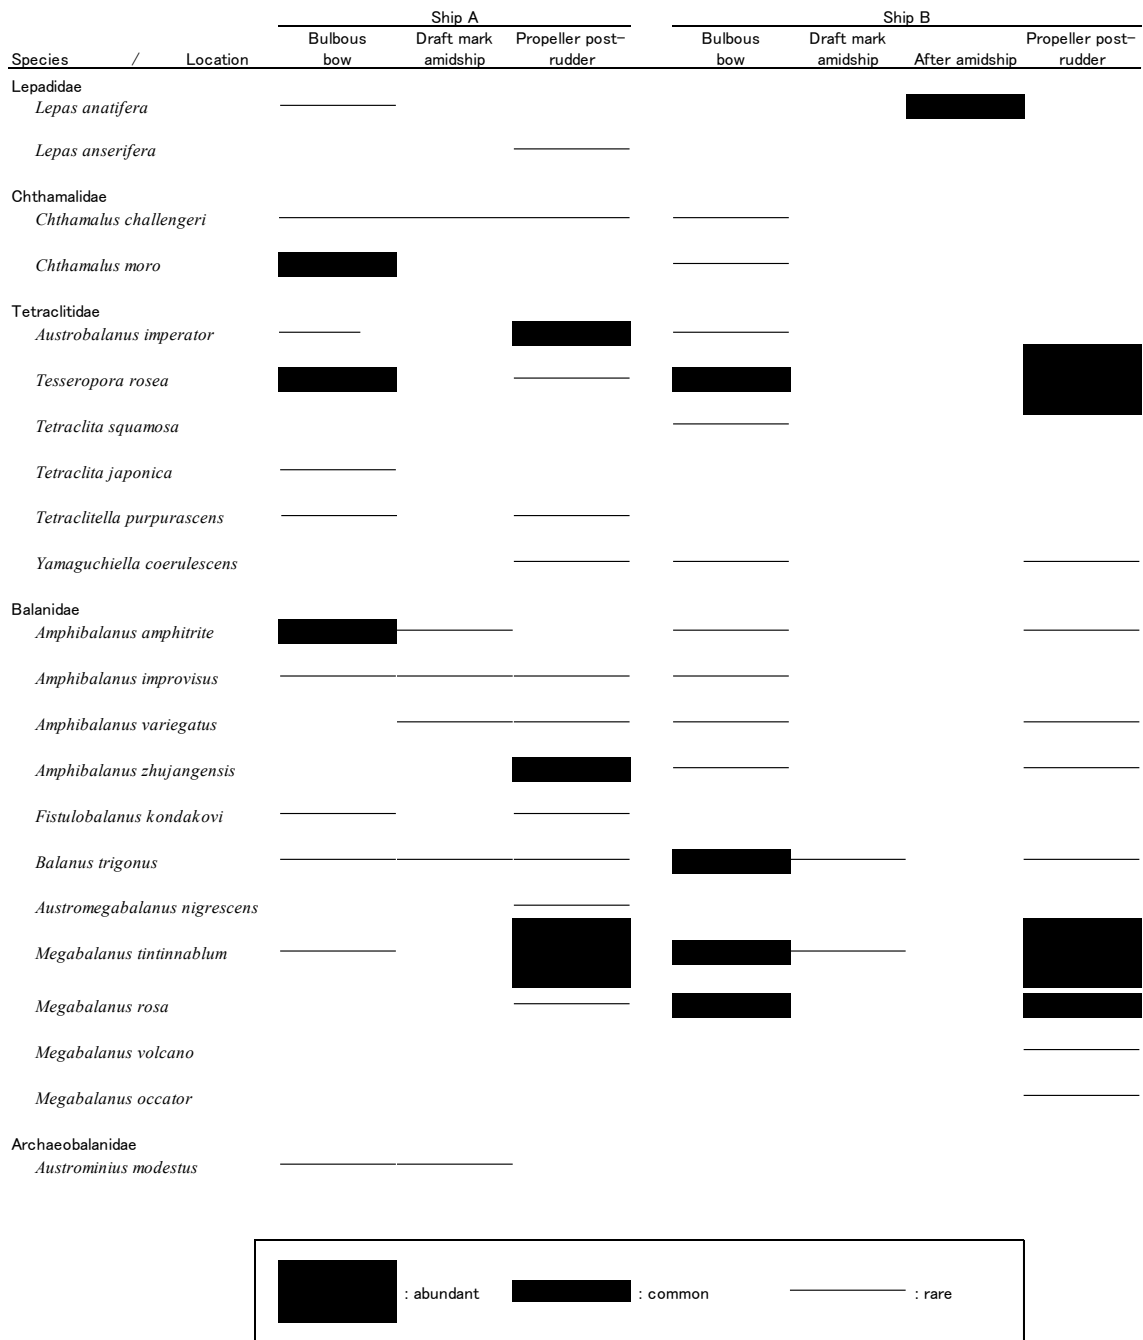 Ship A Ship B
Bulbous Draft mark Propeller post- Bulbous Draft mark Propeller post-
Species / Location bow amidship rudder bow amidship After amidship rudder
Lepadidae
Lepas anatifera
Lepas anserifera
Chthamalidae
Chthamalus challengeri
Chthamalus moro
Tetraclitidae
Austrobalanus imperator
Tesseropora rosea
Tetraclita squamosa
Tetraclita japonica
Tetraclitella purpurascens
Yamaguchiella coerulescens
Balanidae
Amphibalanus amphitrite
Amphibalanus improvisus
Amphibalanus variegatus
Amphibalanus zhujangensis
Fistulobalanus kondakovi
Balanus trigonus
Austromegabalanus nigrescens
Megabalanus tintinnablum
Megabalanus rosa
Megabalanus volcano
Megabalanus occator
Archaeobalanidae
Austrominius modestus
: abundant : common : rare